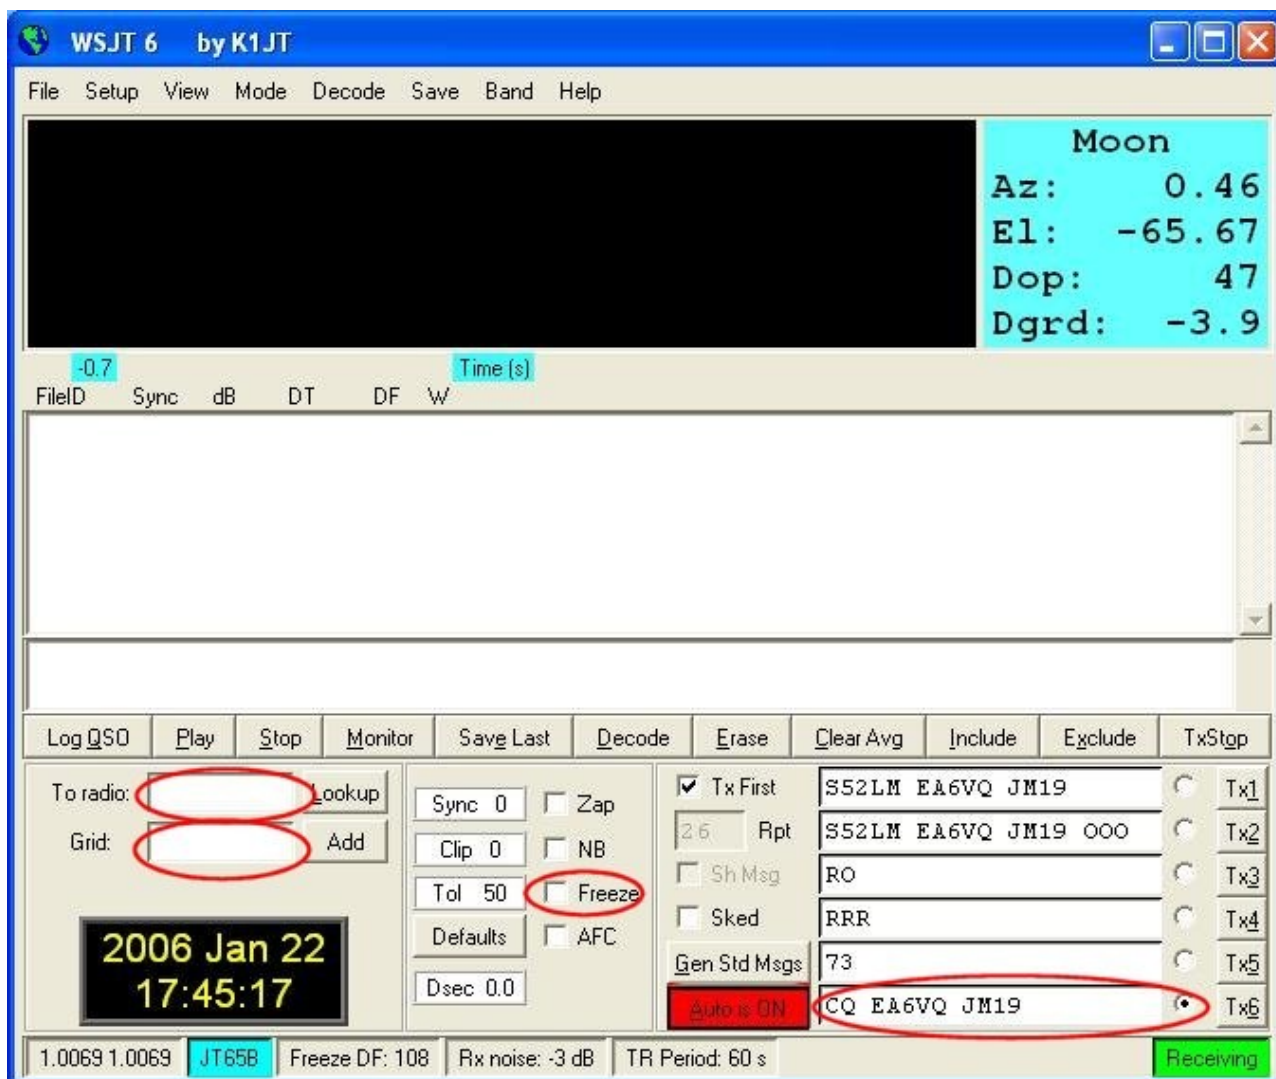 WSJT 6 by K1JT
File Setup View Mode Decode Save Band Help
Moon
Az: 0.46
El: -65.67
Dop: 47
Dgrd: -3.9
-0.7 Time (s)
FileID Sync dB DT DF W
Log QSO Play Stop Monitor Save Last Decode Erase Clear Avg Include Exclude TxStop
To radio: Lookup
Grid: Add
2006 Jan 22
17:45:17
Sync 0 Zap
Clip 0 NB
Tol 50 Freeze
Defaults AFC
Dsec 0.0
Tx First S52LM EA6VQ JM19 Tx1
26 Rpt S52LM EA6VQ JM19 OOO Tx2
Sh Msg RO Tx3
Sked RRR Tx4
Gen Std Msgs 73 Tx5
Auto is ON CQ EA6VQ JM19 Tx6
1.0069 1.0069 JT65B Freeze DF: 108 Rx noise: -3 dB TR Period: 60 s Receiving